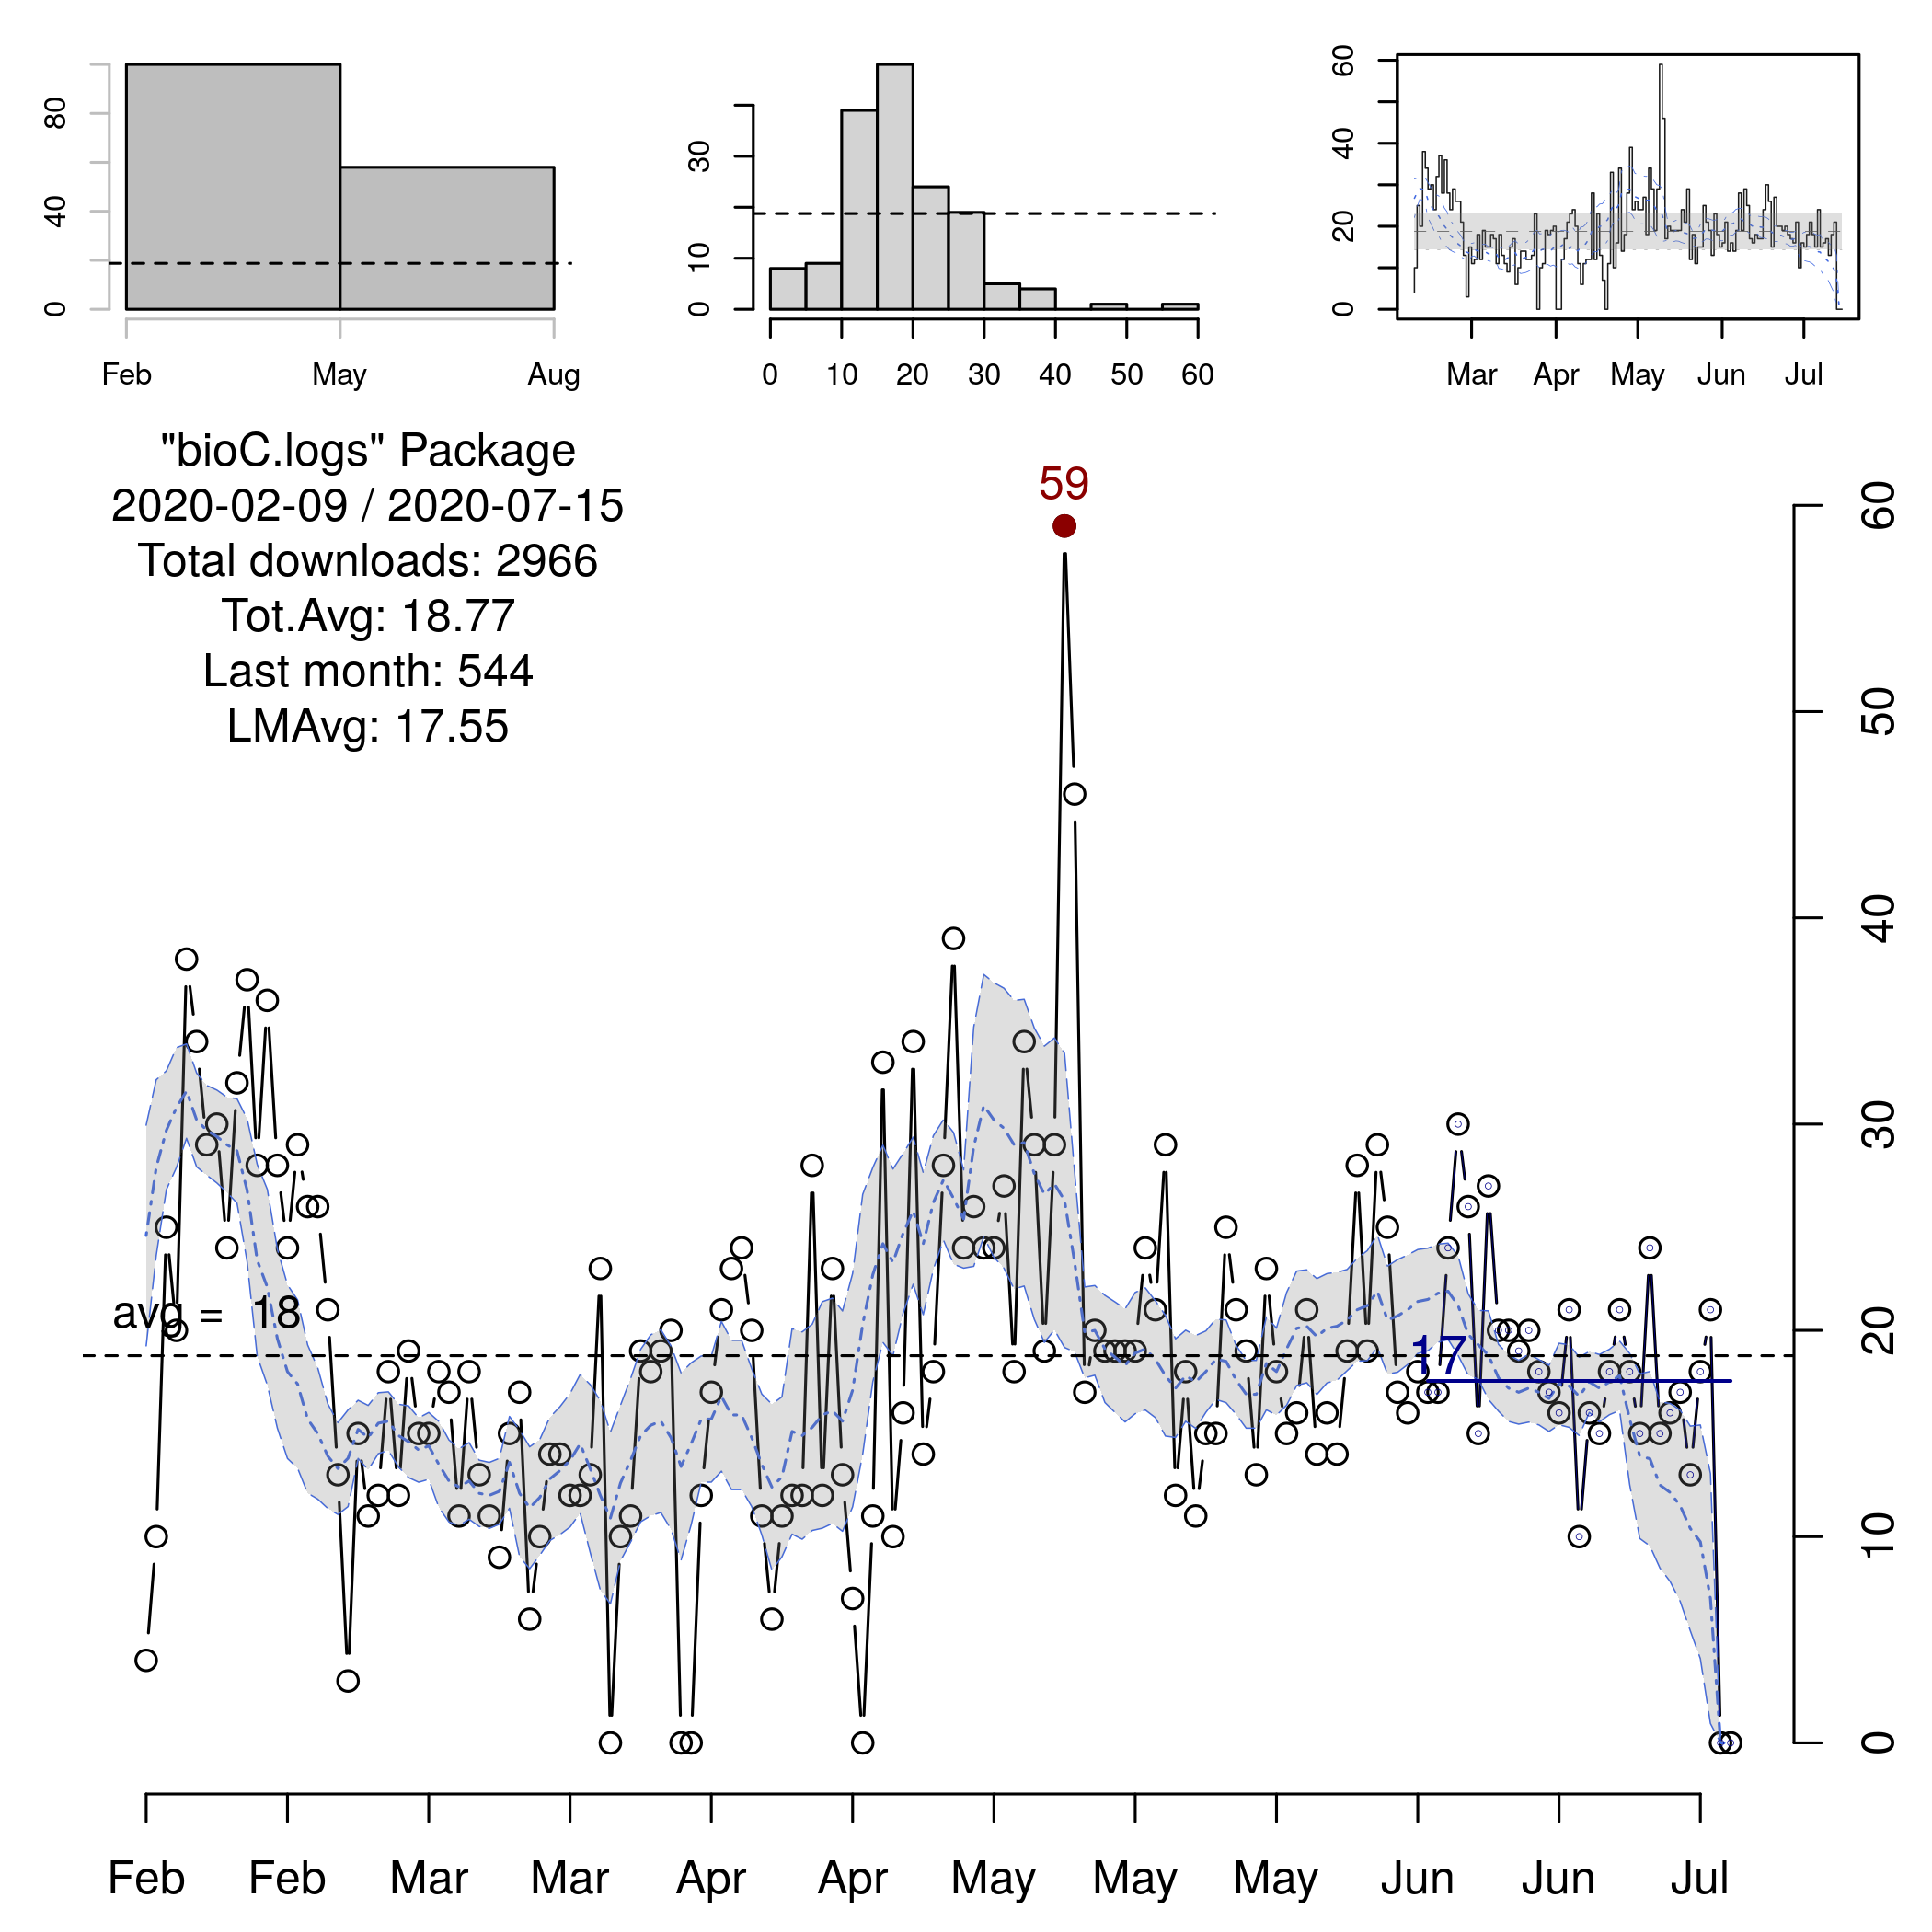 80
40
0
Feb May Aug
30
10
0
0 10 20 30 40 50 60
60
40
20
0
Mar Apr May Jun Jul
"bioC.logs" Package
2020-02-09 / 2020-07-15
Total downloads: 2966
Tot.Avg: 18.77
Last month: 544
LMAvg: 17.55
59
avg = 18
17
60
50
40
30
20
10
0
Feb Feb Mar Mar Apr Apr May May May Jun Jun Jul